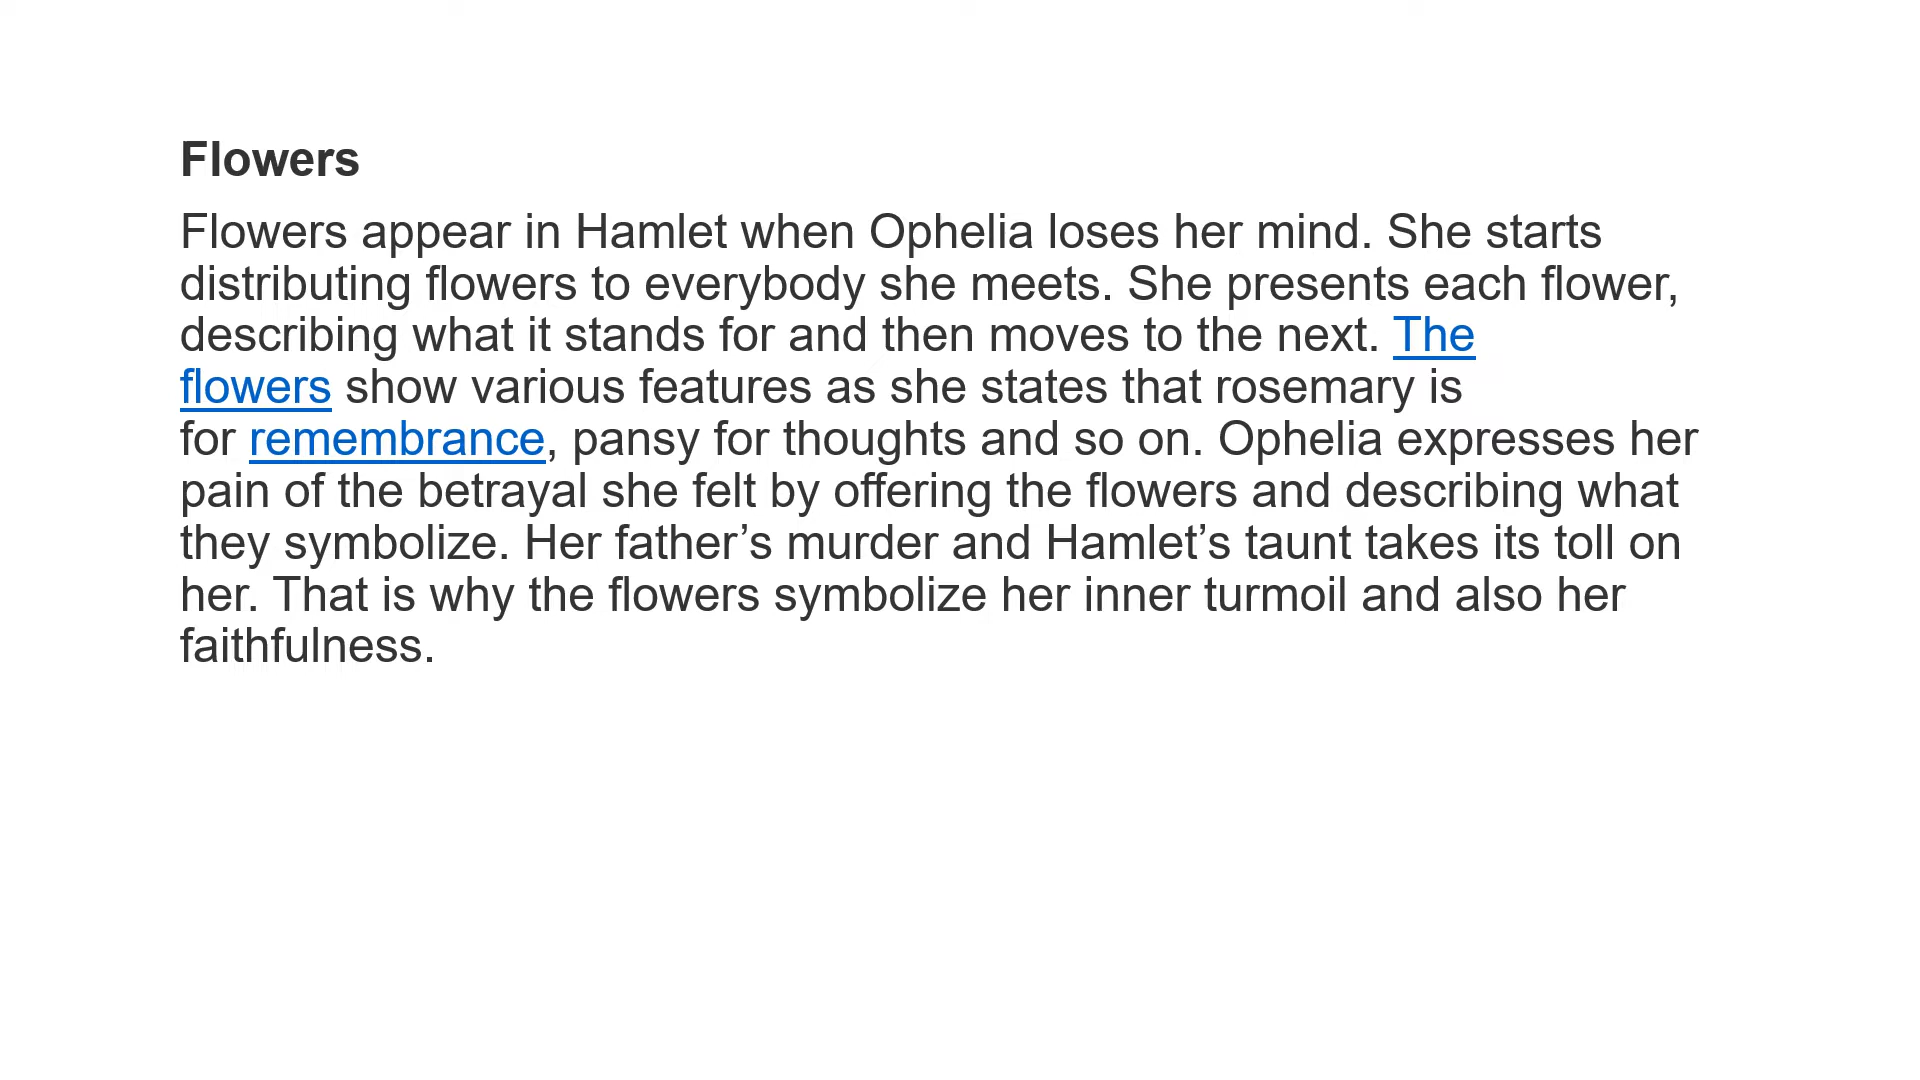 Flowers
Flowers appear in Hamlet when Ophelia loses her mind. She starts
distributing flowers to everybody she meets. She presents each flower,
describing what it stands for and then moves to the next. The
flowers show various features as she states that rosemary is
for remembrance, pansy for thoughts and so on. Ophelia expresses her
pain of the betrayal she felt by offering the flowers and describing what
they symbolize. Her father’s murder and Hamlet’s taunt takes its toll on
her. That is why the flowers symbolize her inner turmoil and also her
faithfulness.